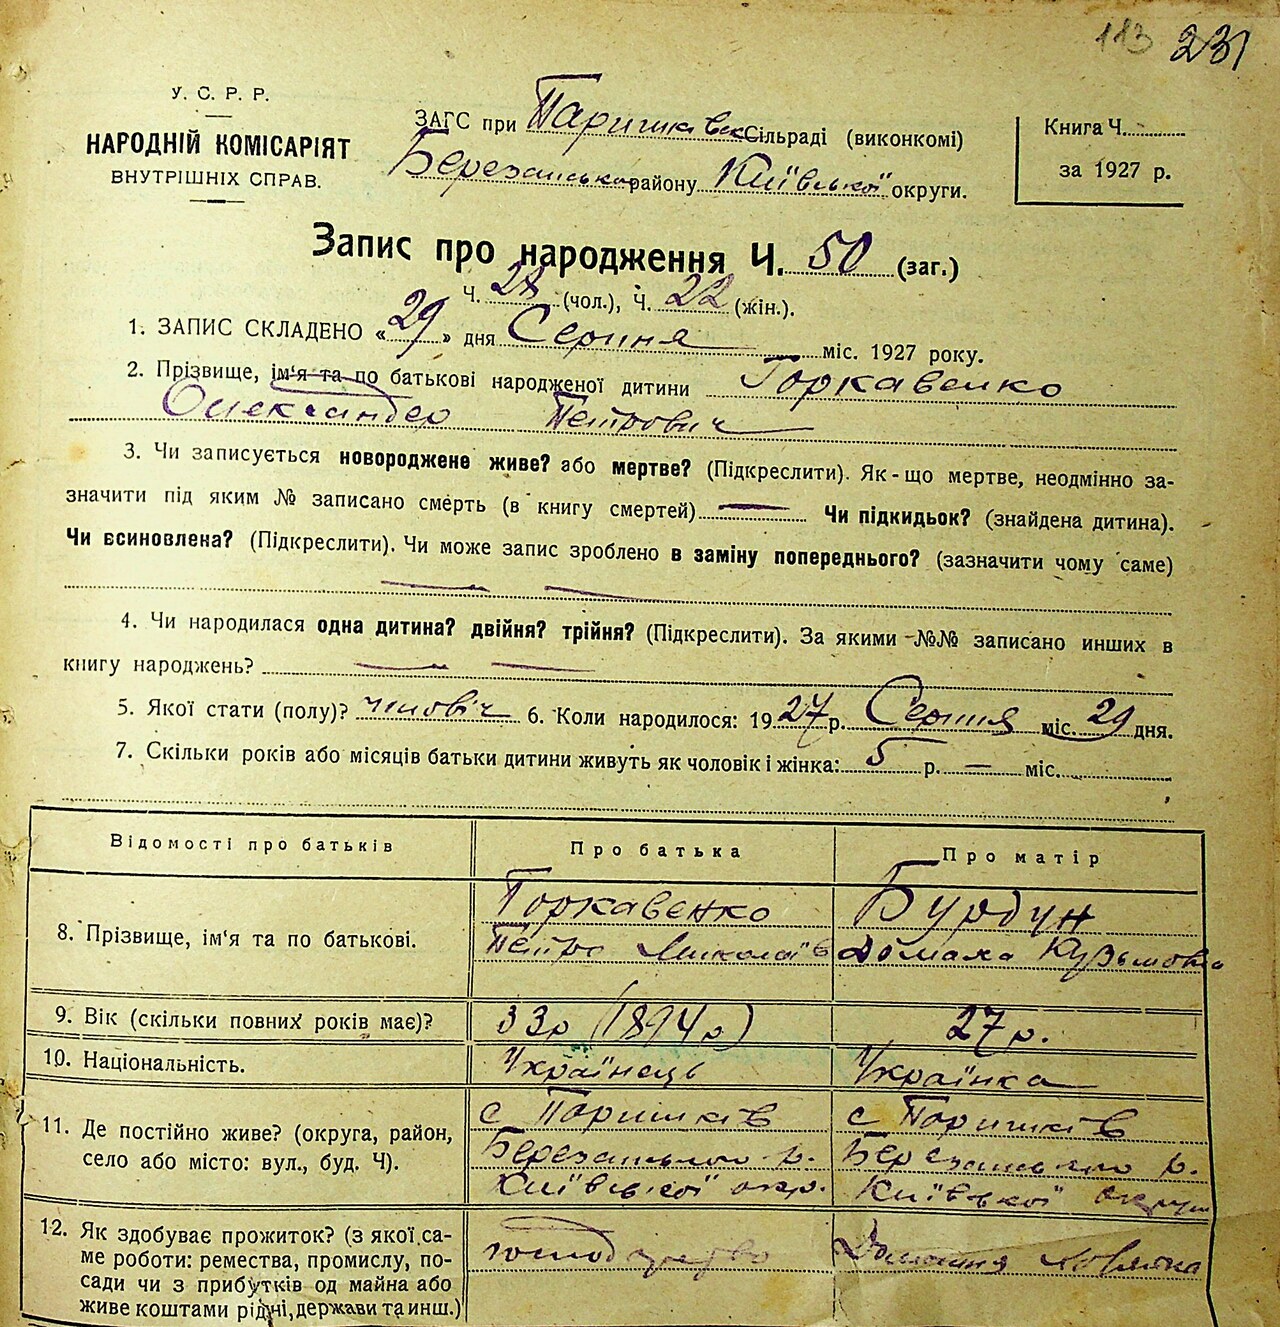 113 231
У. С. Р. Р.
НАРОДНІЙ КОМІСАРІЯТ
ВНУТРІШНІХ СПРАВ.
ЗАГС при Паришківськ Сільраді (виконкомі)
Березанського району Київської округи.
Книга Ч.
за 1927 р.
Запис про народження Ч. 50 (заг.)
Ч. 28 (чол.), Ч. 22 (жін.).
1. ЗАПИС СКЛАДЕНО « 29 » дня Серпня міс. 1927 року.
2. Прізвище, ім'я та по батькові народженої дитини Горкавенко
Олександер Петрович
3. Чи записується новороджене живе? або мертве? (Підкреслити). Як-що мертве, неодмінно за-
значити під яким № записано смерть (в книгу смертей) — Чи підкидьок? (знайдена дитина).
Чи всиновлена? (Підкреслити). Чи може запис зроблено в заміну попереднього? (зазначити чому саме)
— —
4. Чи народилася одна дитина? двійня? трійня? (Підкреслити). За якими №№ записано инших в
книгу народжень? — —
5. Якої стати (полу)? чоловіч 6. Коли народилося: 1927 р. Серпня міс. 29 дня.
7. Скільки років або місяців батьки дитини живуть як чоловік і жінка: 5 р. — міс.
Відомості про батьків Про батька Про матір
8. Прізвище, ім'я та по батькові.
Горкавенко
Петро Миколаїв
Бурдун
Домаха Кузьмовна
9. Вік (скільки повних років має)? 33р (1894р) 27 р.
10. Національність. Українець Українка
11. Де постійно живе? (округа, район,
село або місто: вул., буд. Ч).
с Паришків
Березанського р.
Київської окр.
с Паришків
Березанського р.
Київської округи
12. Як здобуває прожиток? (з якої са-
ме роботи: ремества, промислу, по-
сади чи з прибутків од майна або
живе коштами рідні, держави та инш.)
Домашня